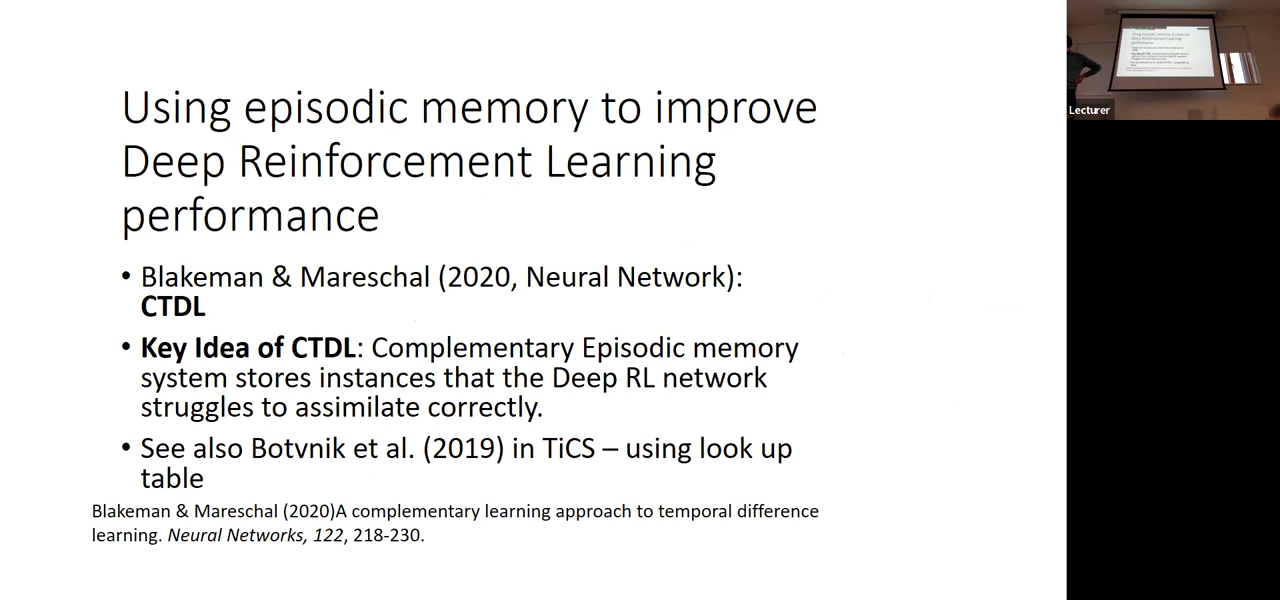 Using episodic memory to improve
Deep Reinforcement Learning
performance
• Blakeman & Mareschal (2020, Neural Network):
CTDL
• Key Idea of CTDL: Complementary Episodic memory
system stores instances that the Deep RL network
struggles to assimilate correctly.
• See also Botvnik et al. (2019) in TiCS – using look up
table
Blakeman & Mareschal (2020)A complementary learning approach to temporal difference
learning. Neural Networks, 122, 218-230.
Lecturer